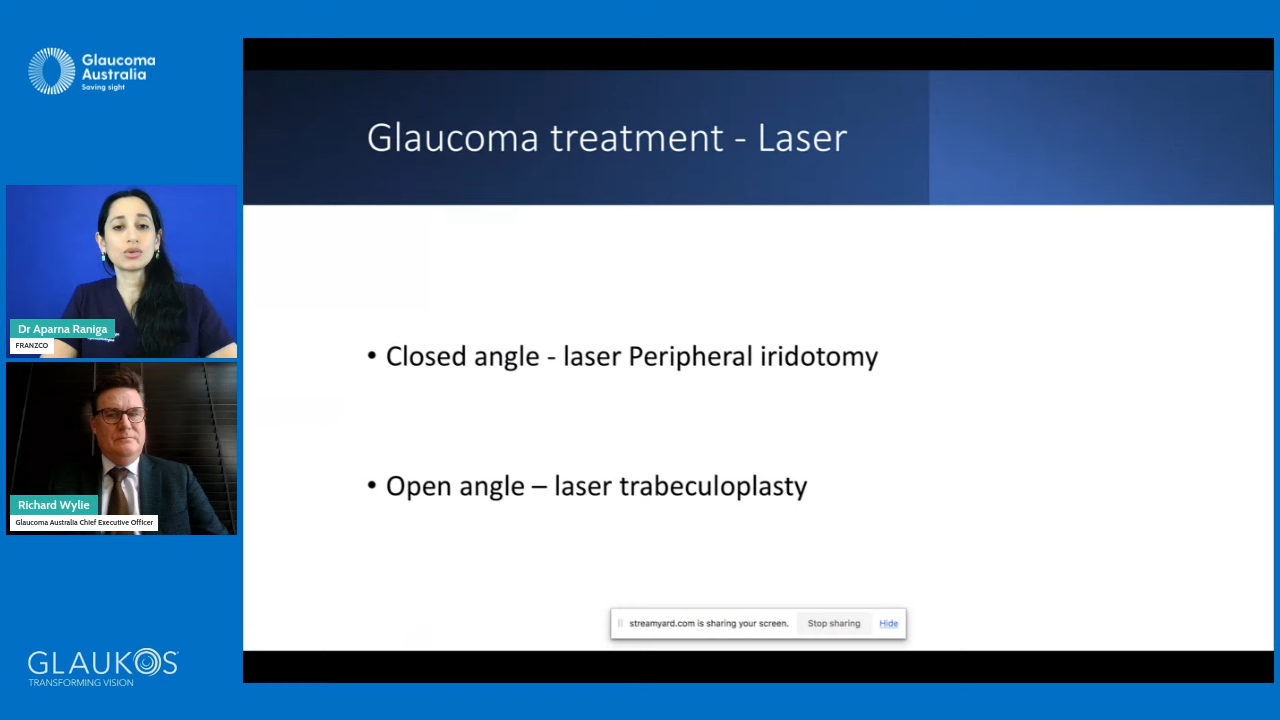 Glaucoma
Australia
Saving sight
Glaucoma treatment - Laser
• Closed angle - laser Peripheral iridotomy
• Open angle – laser trabeculoplasty
Dr Aparna Raniga
FRANZCO
Richard Wylie
Glaucoma Australia Chief Executive Officer
streamyard.com is sharing your screen. Stop sharing Hide
GLAUKOS
TRANSFORMING VISION